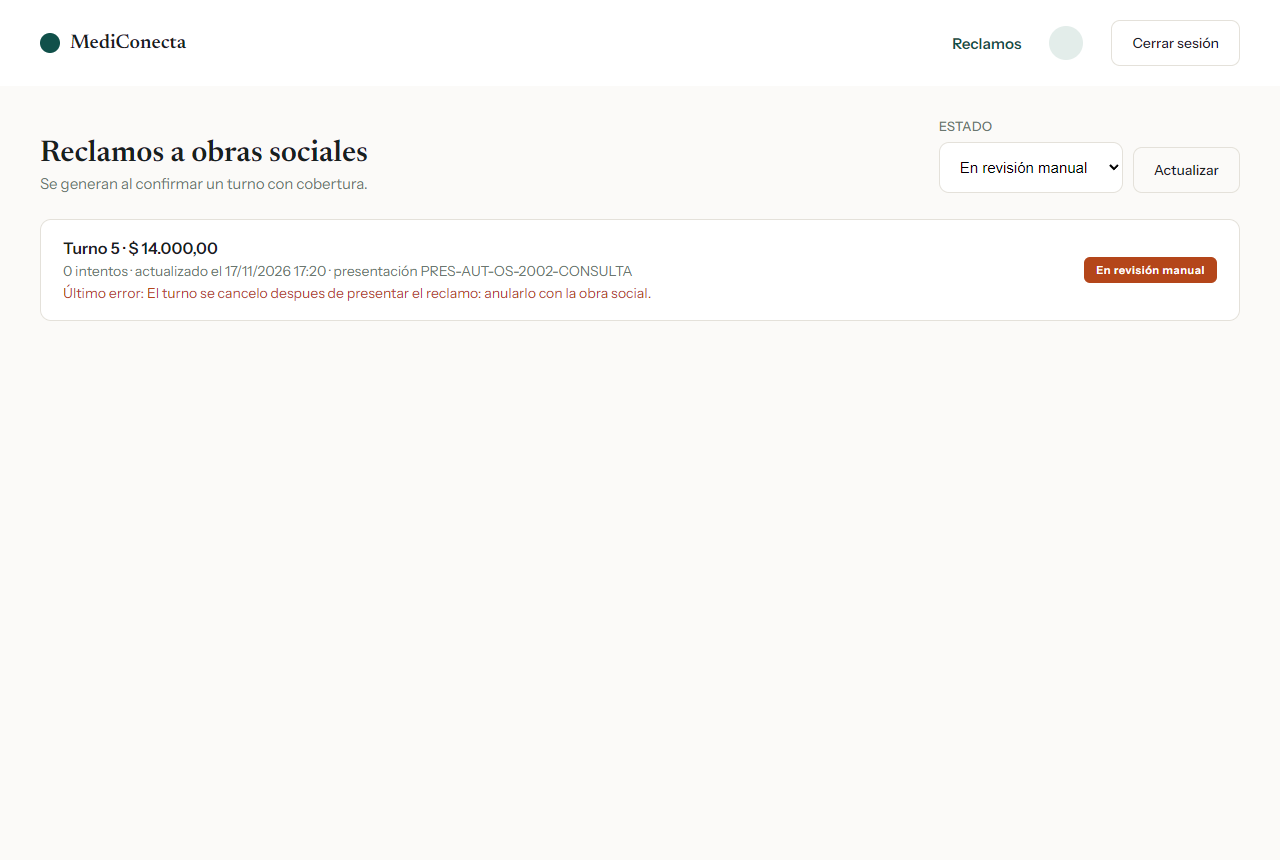 MediConecta
Reclamos
Cerrar sesión
Reclamos a obras sociales
Se generan al confirmar un turno con cobertura.
ESTADO
En revisión manual
Actualizar
Turno 5 · $ 14.000,00
0 intentos · actualizado el 17/11/2026 17:20 · presentación PRES-AUT-OS-2002-CONSULTA
Último error: El turno se cancelo despues de presentar el reclamo: anularlo con la obra social.
En revisión manual